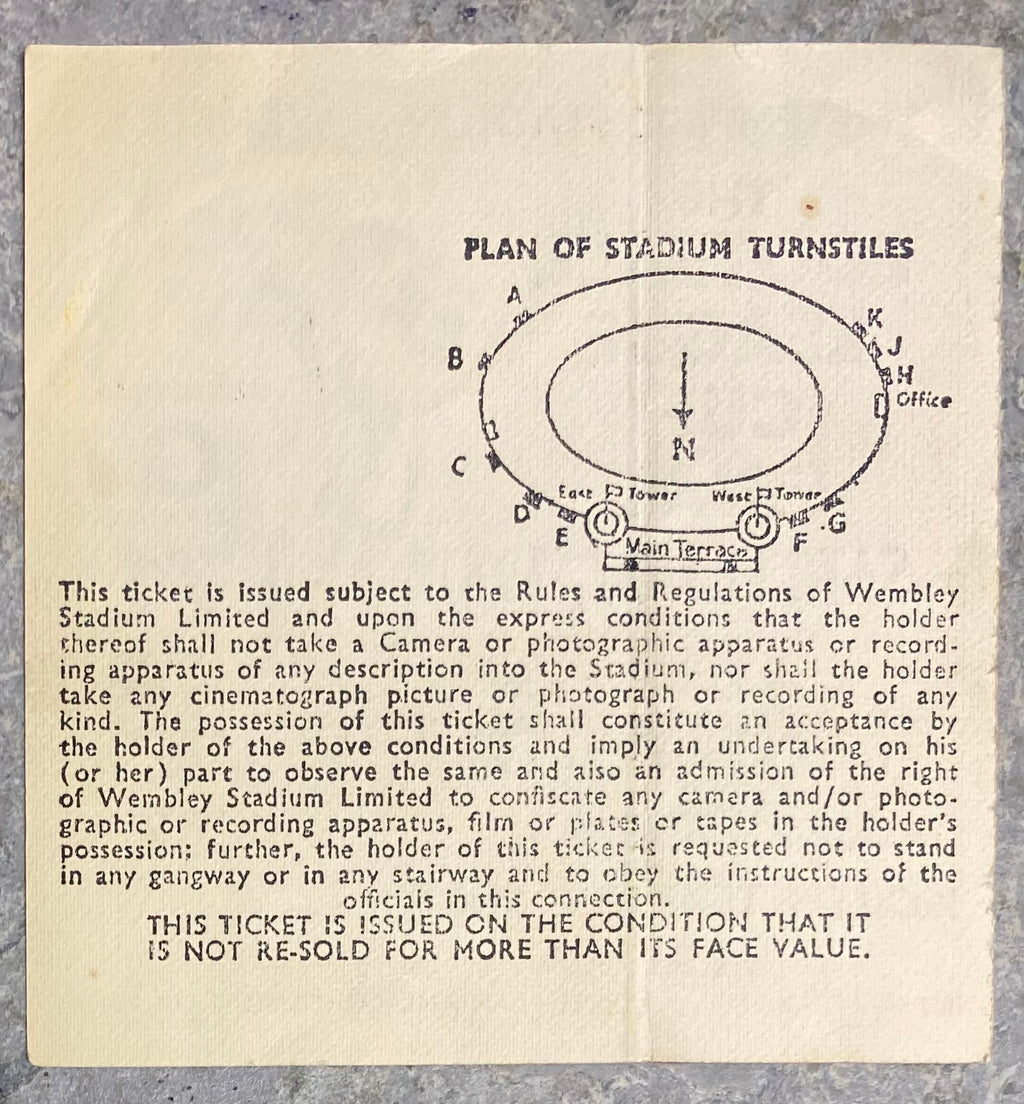 PLAN OF STADIUM TURNSTILES
A
K
J
B
H
Office
N
C
East Tower
West Tower
D
G
E
F
Main Terrace
This ticket is issued subject to the Rules and Regulations of Wembley
Stadium Limited and upon the express conditions that the holder
thereof shall not take a Camera or photographic apparatus or record-
ing apparatus of any description into the Stadium, nor shall the holder
take any cinematograph picture or photograph or recording of any
kind. The possession of this ticket shall constitute an acceptance by
the holder of the above conditions and imply an undertaking on his
(or her) part to observe the same and also an admission of the right
of Wembley Stadium Limited to confiscate any camera and/or photo-
graphic or recording apparatus, film or plates or tapes in the holder's
possession; further, the holder of this ticket is requested not to stand
in any gangway or in any stairway and to obey the instructions of the
officials in this connection.
THIS TICKET IS ISSUED ON THE CONDITION THAT IT
IS NOT RE-SOLD FOR MORE THAN ITS FACE VALUE.